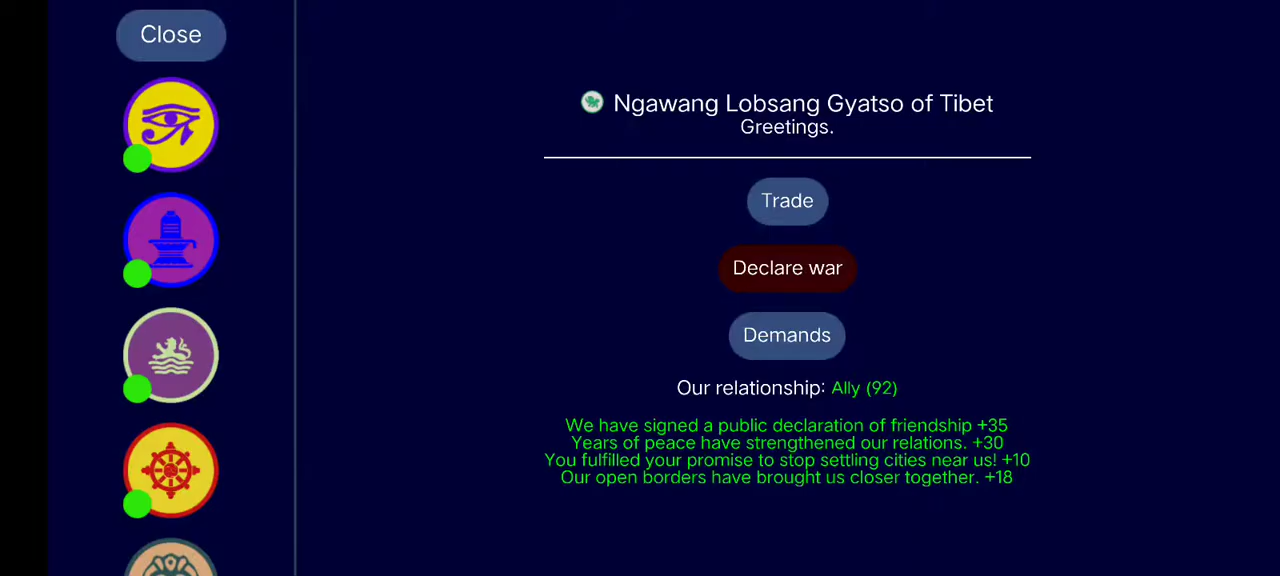 Close
Ngawang Lobsang Gyatso of Tibet
Greetings.
Trade
Declare war
Demands
Our relationship: Ally (92)
We have signed a public declaration of friendship +35
Years of peace have strengthened our relations. +30
You fulfilled your promise to stop settling cities near us! +10
Our open borders have brought us closer together. +18